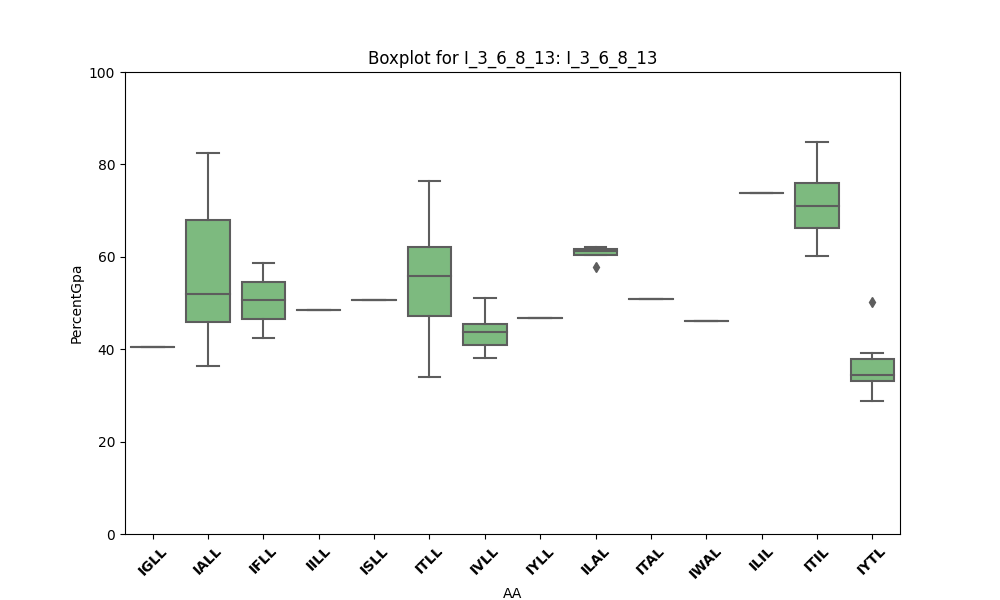 Boxplot for I_3_6_8_13: I_3_6_8_13
PercentGpa
100
80
60
40
20
0
IGLL IALL IFLL IILL ISLL ITLL IVLL IYLL ILAL ITAL IWAL ILIL ITIL IYTL
AA